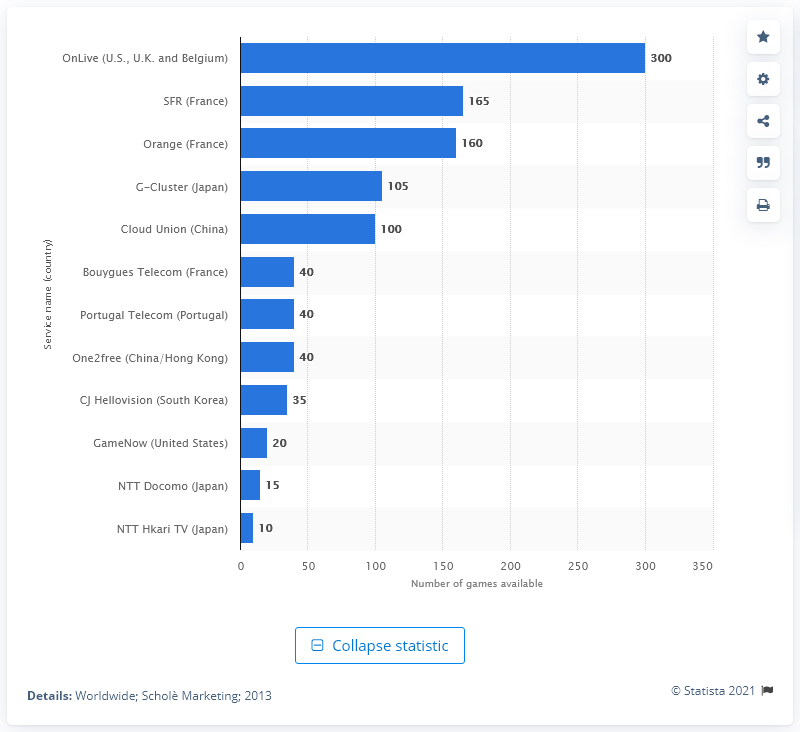 OnLive (U.S., U.K. and Belgium) 300
SFR (France) 165
Orange (France) 160
G-Cluster (Japan) 105
Cloud Union (China) 100
Bouygues Telecom (France) 40
Portugal Telecom (Portugal) 40
One2free (China/Hong Kong) 40
CJ Hellovision (South Korea) 35
GameNow (United States) 20
NTT Docomo (Japan) 15
NTT Hkari TV (Japan) 10
Service name (country)
0 50 100 150 200 250 300 350
Number of games available
Collapse statistic
Details: Worldwide; Scholè Marketing; 2013
© Statista 2021